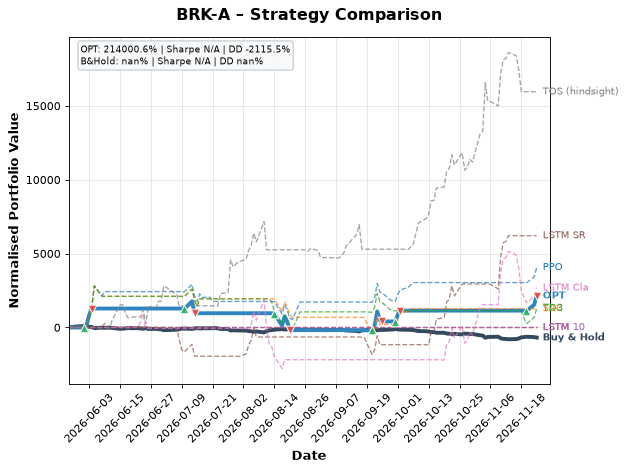 BRK-A – Strategy Comparison
OPT: 214000.6% | Sharpe N/A | DD -2115.5%
B&Hold: nan% | Sharpe N/A | DD nan%
Normalised Portfolio Value
15000
10000
5000
0
TDS (hindsight)
LSTM SR
PPO
LSTM Cla
OPT
LSTM 10
Buy & Hold
2026-06-03
2026-06-15
2026-06-27
2026-07-09
2026-07-21
2026-08-02
2026-08-14
2026-08-26
2026-09-07
2026-09-19
2026-10-01
2026-10-13
2026-10-25
2026-11-06
2026-11-18
Date